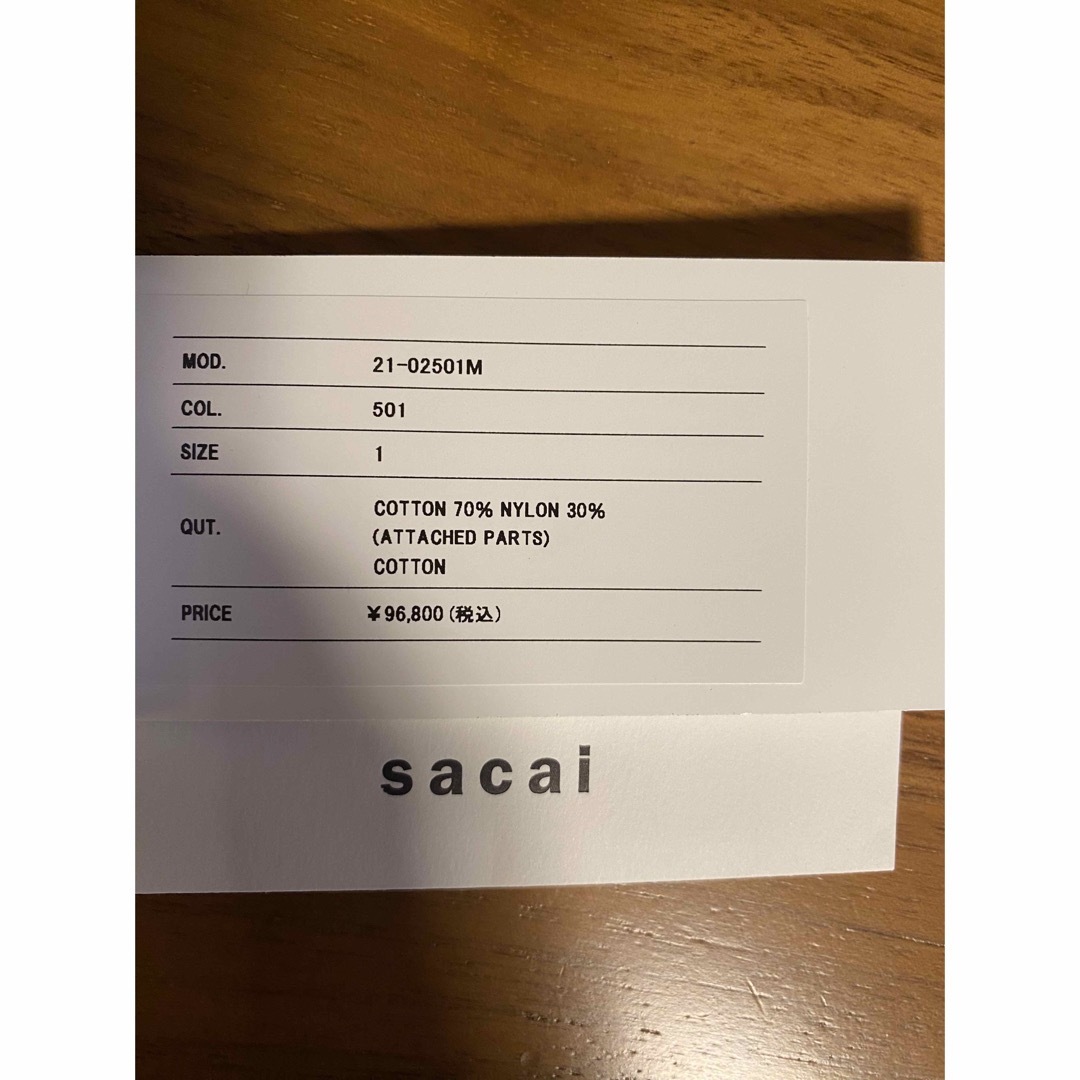 MOD. 21-02501M
COL. 501
SIZE 1
QUT. COTTON 70% NYLON 30%
(ATTACHED PARTS)
COTTON
PRICE ¥96,800(税込)
sacai